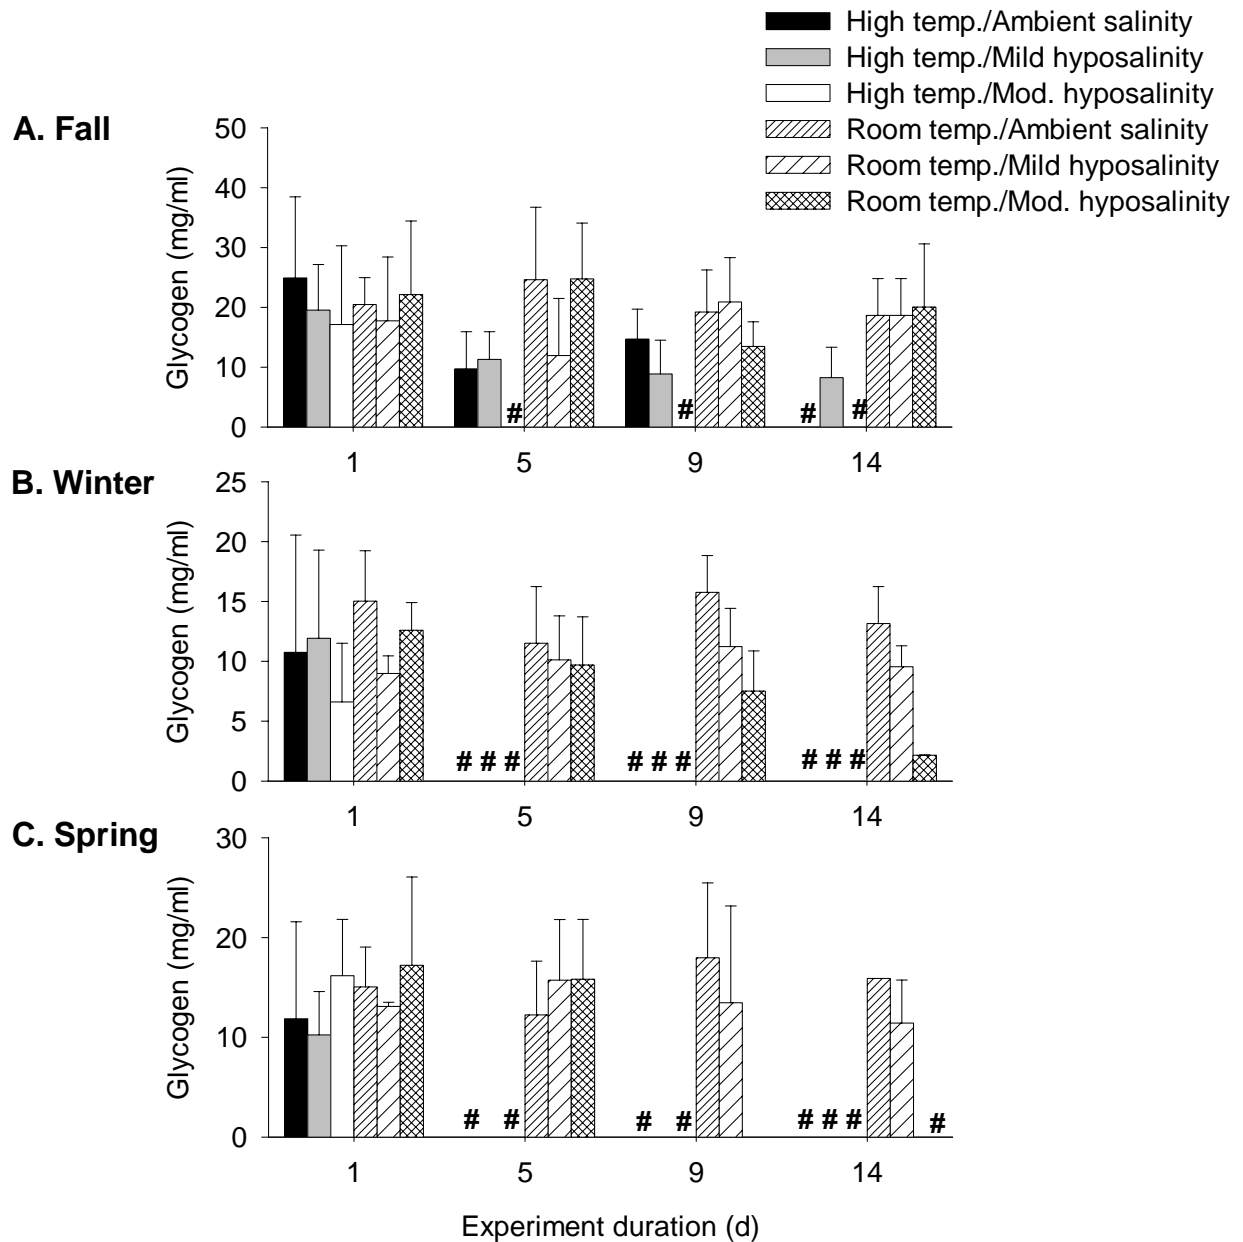 High temp./Ambient salinity
High temp./Mild hyposalinity
High temp./Mod. hyposalinity
Room temp./Ambient salinity
Room temp./Mild hyposalinity
Room temp./Mod. hyposalinity
A. Fall
Glycogen (mg/ml)
50
40
30
20
10
0
# # # #
1 5 9 14
B. Winter
Glycogen (mg/ml)
25
20
15
10
5
0
# # # # # # # # #
1 5 9 14
C. Spring
Glycogen (mg/ml)
30
20
10
0
# # # # # # # #
1 5 9 14
Experiment duration (d)